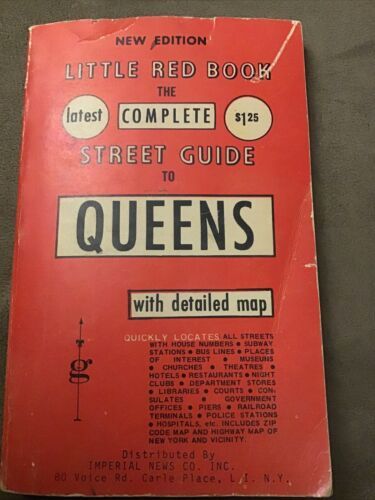 NEW EDITION
LITTLE RED BOOK
THE
latest COMPLETE $1.25
STREET GUIDE
TO
QUEENS
with detailed map
QUICKLY LOCATES ALL STREETS
WITH HOUSE NUMBERS • SUBWAY
STATIONS • BUS LINES • PLACES
OF INTEREST • MUSEUMS
• CHURCHES • THEATRES •
HOTELS • RESTAURANTS • NIGHT
CLUBS • DEPARTMENT STORES
• LIBRARIES • COURTS • CON-
SULATES • GOVERNMENT
OFFICES • PIERS • RAILROAD
TERMINALS • POLICE STATIONS
• HOSPITALS, etc. INCLUDES ZIP
CODE MAP AND HIGHWAY MAP OF
NEW YORK AND VICINITY.
g
Distributed By
IMPERIAL NEWS CO. INC.
80 Voice Rd. Carle Place, L.I. N.Y.